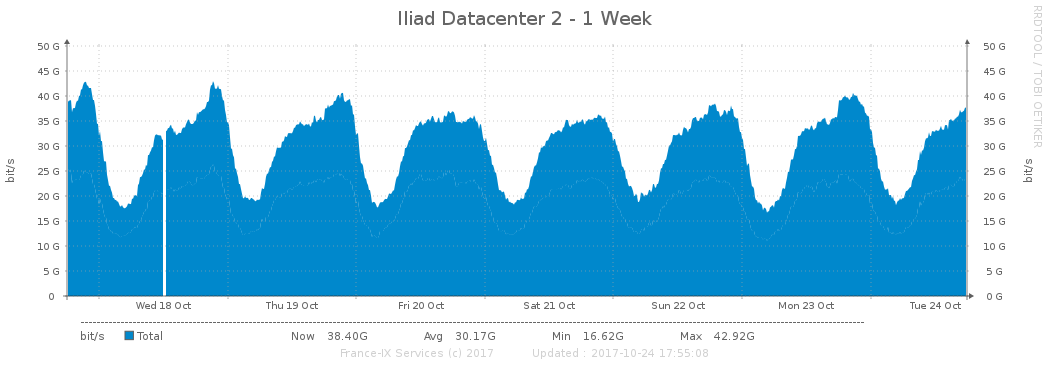 Iliad Datacenter 2 - 1 Week
RRDTOOL / TOBI OETIKER
bit/s
50 G 50 G
45 G 45 G
40 G 40 G
35 G 35 G
30 G 30 G
25 G 25 G
20 G 20 G
15 G 15 G
10 G 10 G
5 G 5 G
0 0 G
bit/s
Wed 18 Oct Thu 19 Oct Fri 20 Oct Sat 21 Oct Sun 22 Oct Mon 23 Oct Tue 24 Oct
bit/s Total Now 38.40G Avg 30.17G Min 16.62G Max 42.92G
France-IX Services (c) 2017 Updated : 2017-10-24 17:55:08